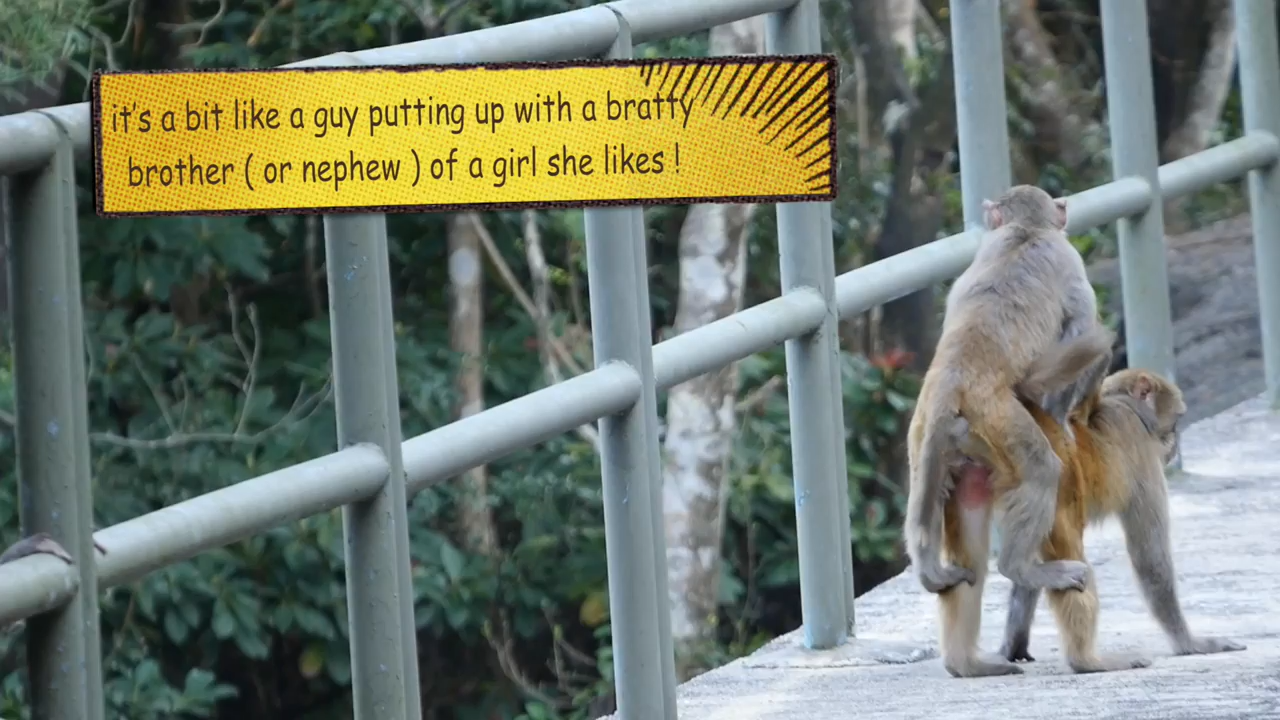 it's a bit like a guy putting up with a bratty
brother ( or nephew ) of a girl she likes !